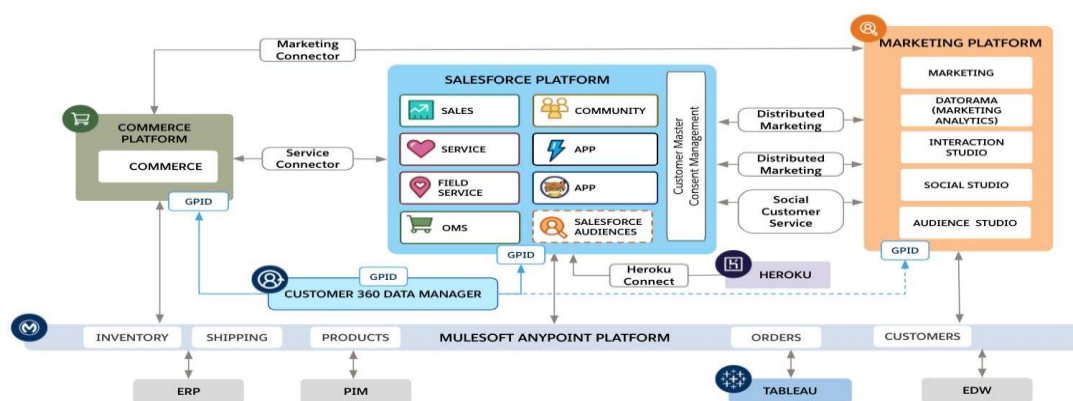 Marketing
Connector
MARKETING PLATFORM
SALESFORCE PLATFORM
MARKETING
SALES
COMMUNITY
Customer Master
Consent Management
DATORAMA
(MARKETING
ANALYTICS)
COMMERCE
PLATFORM
Distributed
Marketing
COMMERCE
Service
Connector
SERVICE
APP
INTERACTION
STUDIO
Distributed
Marketing
FIELD
SERVICE
APP
SOCIAL STUDIO
GPID
Social
Customer
Service
OMS
SALESFORCE
AUDIENCES
AUDIENCE STUDIO
GPID
GPID
GPID
Heroku
Connect
HEROKU
CUSTOMER 360 DATA MANAGER
INVENTORY
SHIPPING
PRODUCTS
MULESOFT ANYPOINT PLATFORM
ORDERS
CUSTOMERS
ERP
PIM
TABLEAU
EDW